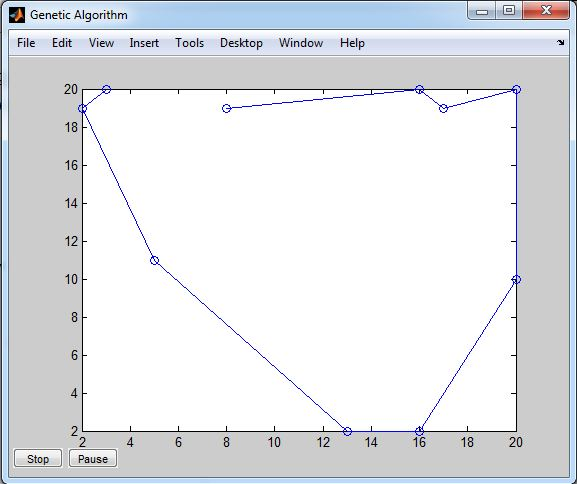 Genetic Algorithm
File Edit View Insert Tools Desktop Window Help
20
18
16
14
12
10
8
6
4
2
2 4 6 8 10 12 14 16 18 20
Stop Pause